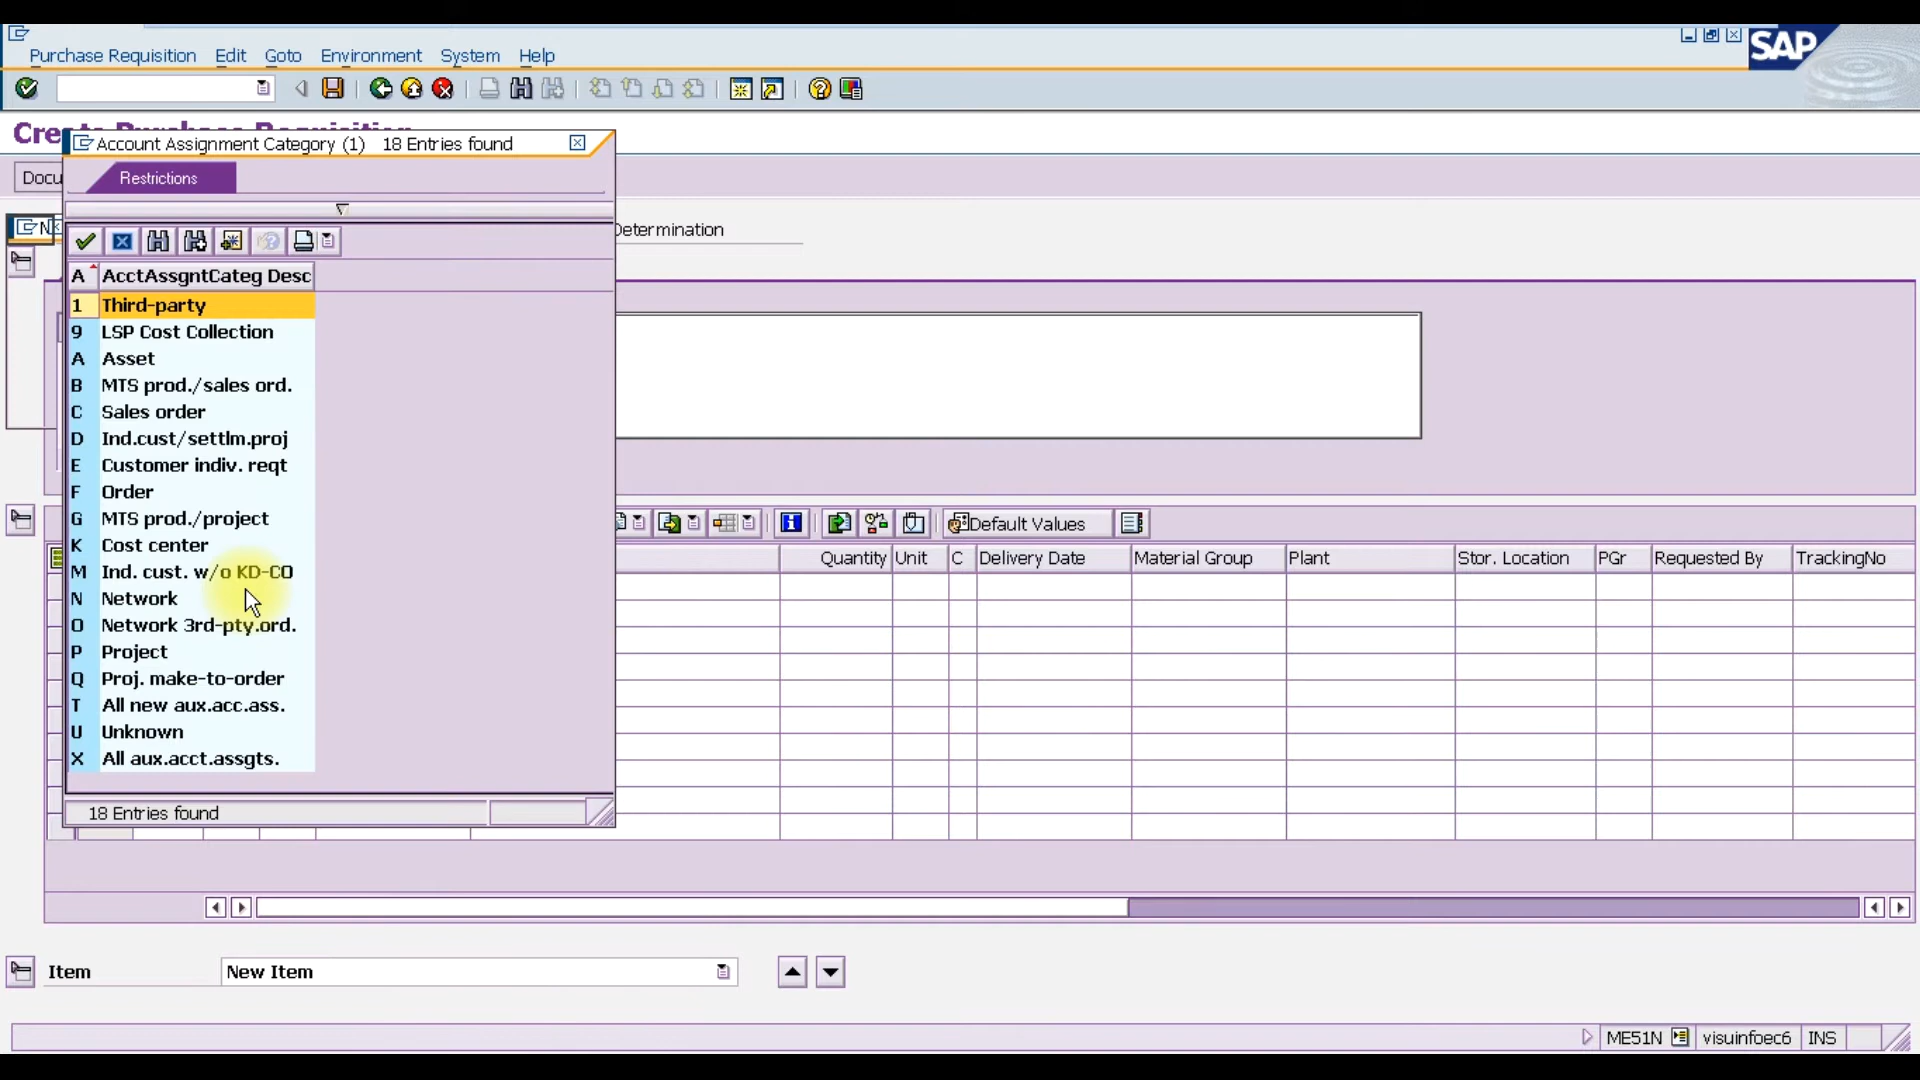 Purchase Requisition Edit Goto Environment System Help
SAP
Account Assignment Category (1) 18 Entries found
Docu
Restrictions
Determination
A AcctAssgntCateg Desc
1 Third-party
9 LSP Cost Collection
A Asset
B MTS prod./sales ord.
C Sales order
D Ind.cust/settlm.proj
E Customer indiv. reqt
F Order
G MTS prod./project
K Cost center
M Ind. cust. w/o KD-CO
N Network
O Network 3rd-pty.ord.
P Project
Q Proj. make-to-order
T All new aux.acc.ass.
U Unknown
X All aux.acct.assgts.
18 Entries found
Default Values
Quantity Unit C Delivery Date Material Group Plant Stor. Location PGr Requested By TrackingNo
Item New Item
ME51N visuinfoec6 INS